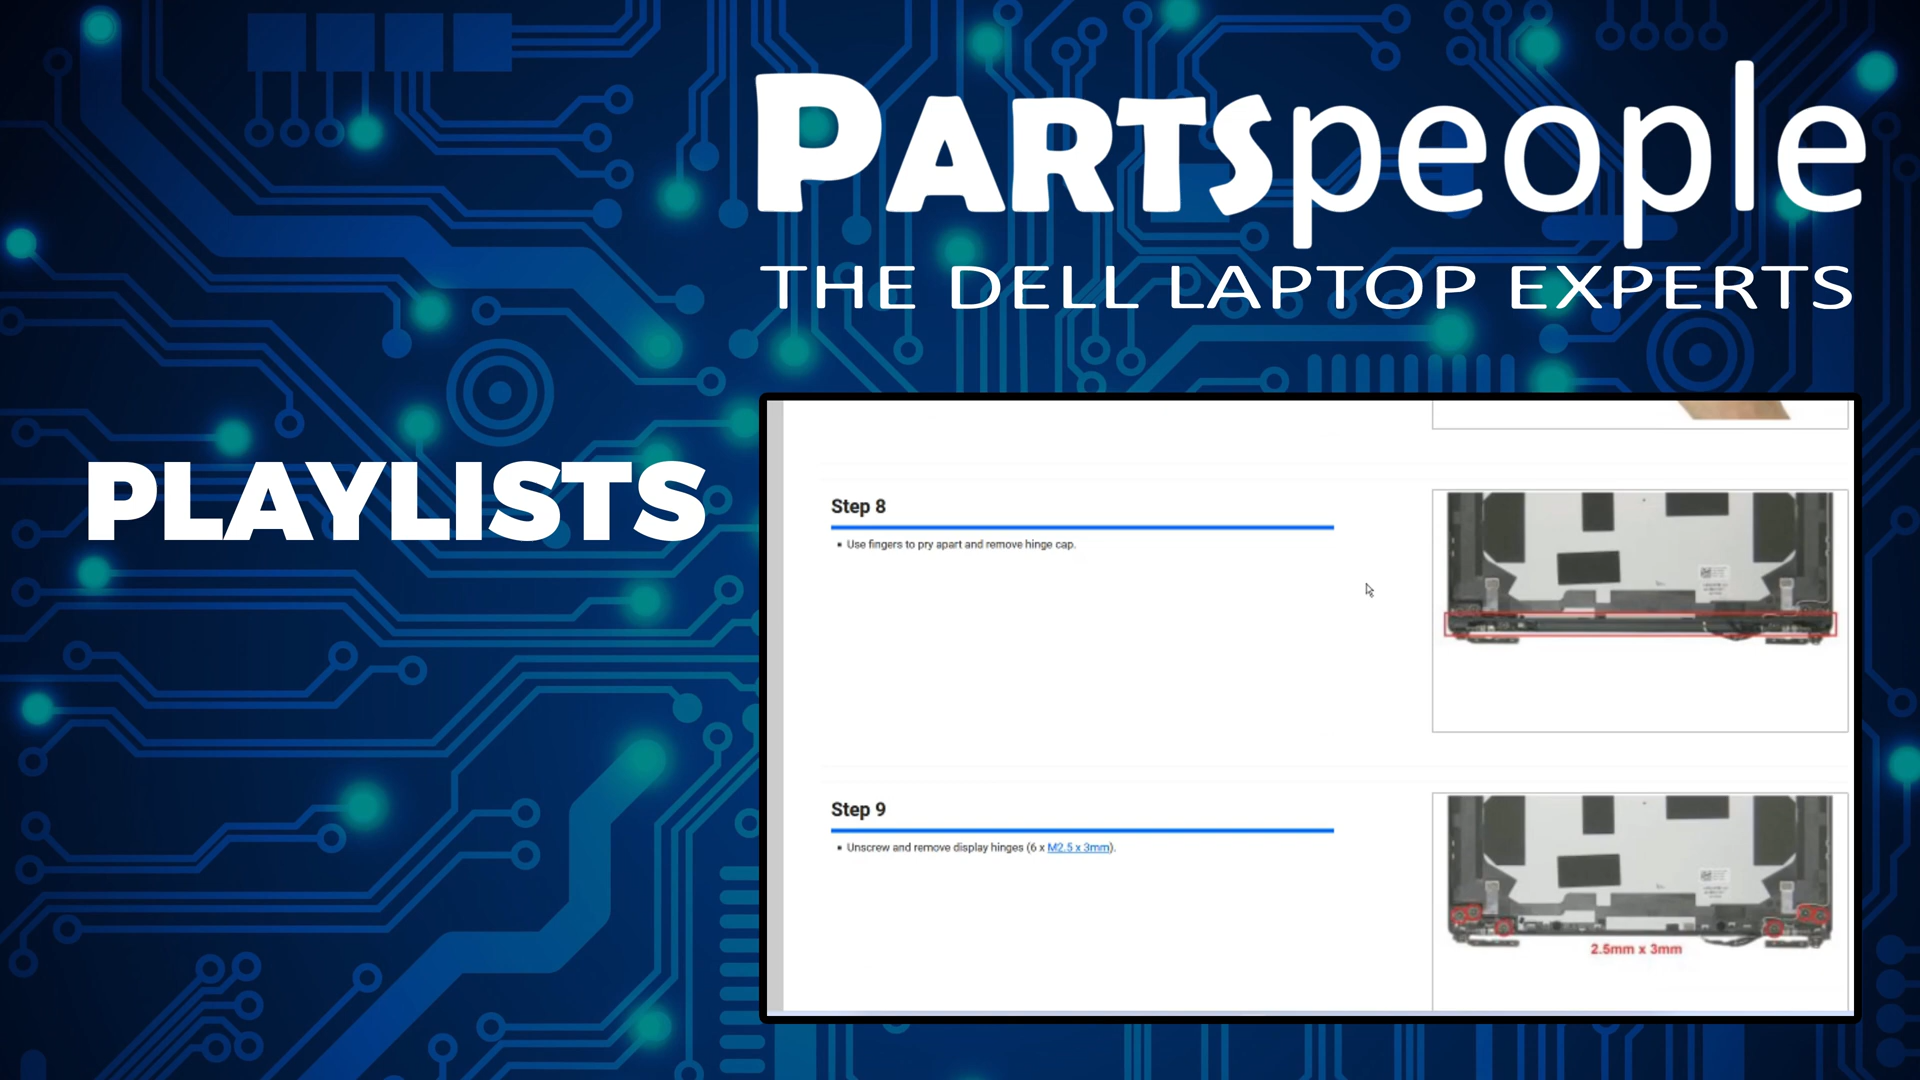 PARTSpeople
THE DELL LAPTOP EXPERTS
PLAYLISTS
Step 8
▪ Use fingers to pry apart and remove hinge cap.
Step 9
▪ Unscrew and remove display hinges (6 x M2.5 x 3mm).
2.5mm x 3mm